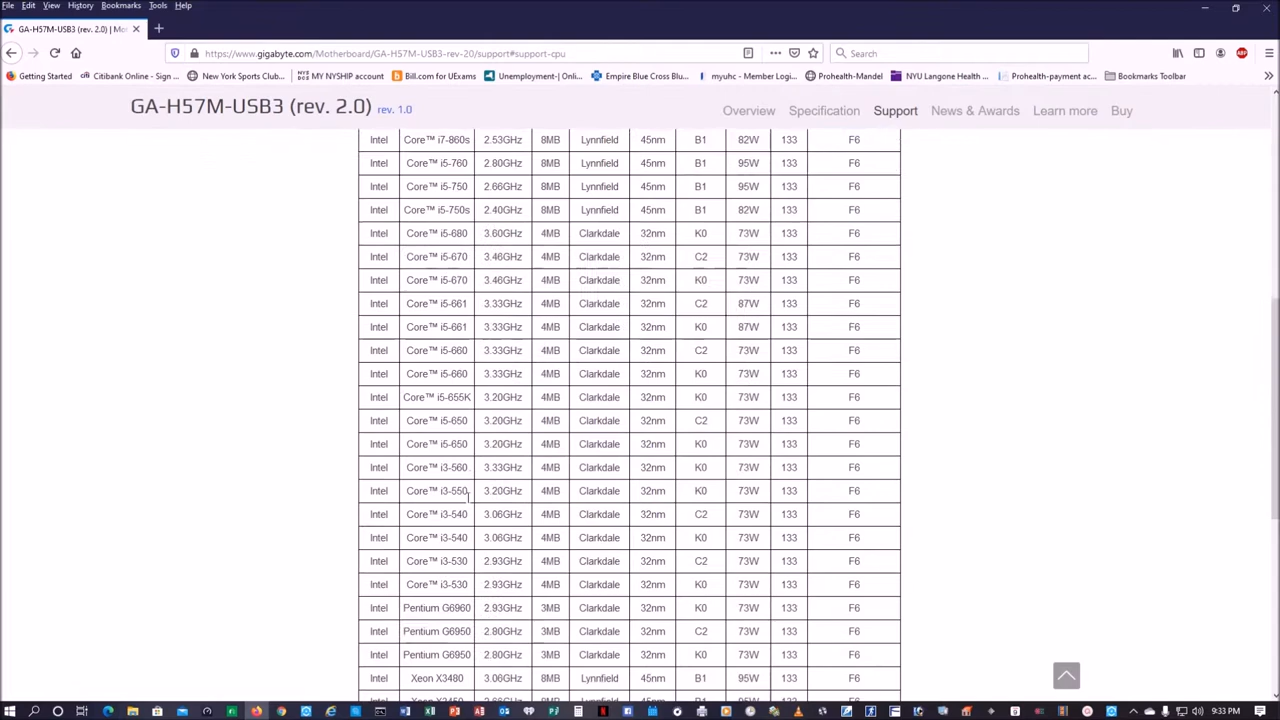 File Edit View History Bookmarks Tools Help
GA-H57M-USB3 (rev. 2.0) | Mo
https://www.gigabyte.com/Motherboard/GA-H57M-USB3-rev-20/support#support-cpu Search
Getting Started Citibank Online - Sign ... New York Sports Club... MY NYSHIP account Bill.com for UExams Unemployment-| Onli... Empire Blue Cross Blu... myuhc - Member Logi... Prohealth-Mandel NYU Langone Health ... Prohealth-payment ac... Bookmarks Toolbar
GA-H57M-USB3 (rev. 2.0) rev. 1.0 Overview Specification Support News & Awards Learn more Buy
Intel Core™ i7-860s 2.53GHz 8MB Lynnfield 45nm B1 82W 133 F6
Intel Core™ i5-760 2.80GHz 8MB Lynnfield 45nm B1 95W 133 F6
Intel Core™ i5-750 2.66GHz 8MB Lynnfield 45nm B1 95W 133 F6
Intel Core™ i5-750s 2.40GHz 8MB Lynnfield 45nm B1 82W 133 F6
Intel Core™ i5-680 3.60GHz 4MB Clarkdale 32nm K0 73W 133 F6
Intel Core™ i5-670 3.46GHz 4MB Clarkdale 32nm C2 73W 133 F6
Intel Core™ i5-670 3.46GHz 4MB Clarkdale 32nm K0 73W 133 F6
Intel Core™ i5-661 3.33GHz 4MB Clarkdale 32nm C2 87W 133 F6
Intel Core™ i5-661 3.33GHz 4MB Clarkdale 32nm K0 87W 133 F6
Intel Core™ i5-660 3.33GHz 4MB Clarkdale 32nm C2 73W 133 F6
Intel Core™ i5-660 3.33GHz 4MB Clarkdale 32nm K0 73W 133 F6
Intel Core™ i5-655K 3.20GHz 4MB Clarkdale 32nm K0 73W 133 F6
Intel Core™ i5-650 3.20GHz 4MB Clarkdale 32nm C2 73W 133 F6
Intel Core™ i5-650 3.20GHz 4MB Clarkdale 32nm K0 73W 133 F6
Intel Core™ i3-560 3.33GHz 4MB Clarkdale 32nm K0 73W 133 F6
Intel Core™ i3-550 3.20GHz 4MB Clarkdale 32nm K0 73W 133 F6
Intel Core™ i3-540 3.06GHz 4MB Clarkdale 32nm C2 73W 133 F6
Intel Core™ i3-540 3.06GHz 4MB Clarkdale 32nm K0 73W 133 F6
Intel Core™ i3-530 2.93GHz 4MB Clarkdale 32nm C2 73W 133 F6
Intel Core™ i3-530 2.93GHz 4MB Clarkdale 32nm K0 73W 133 F6
Intel Pentium G6960 2.93GHz 3MB Clarkdale 32nm K0 73W 133 F6
Intel Pentium G6950 2.80GHz 3MB Clarkdale 32nm C2 73W 133 F6
Intel Pentium G6950 2.80GHz 3MB Clarkdale 32nm K0 73W 133 F6
Intel Xeon X3480 3.06GHz 8MB Lynnfield 45nm B1 95W 133 F6
9:33 PM